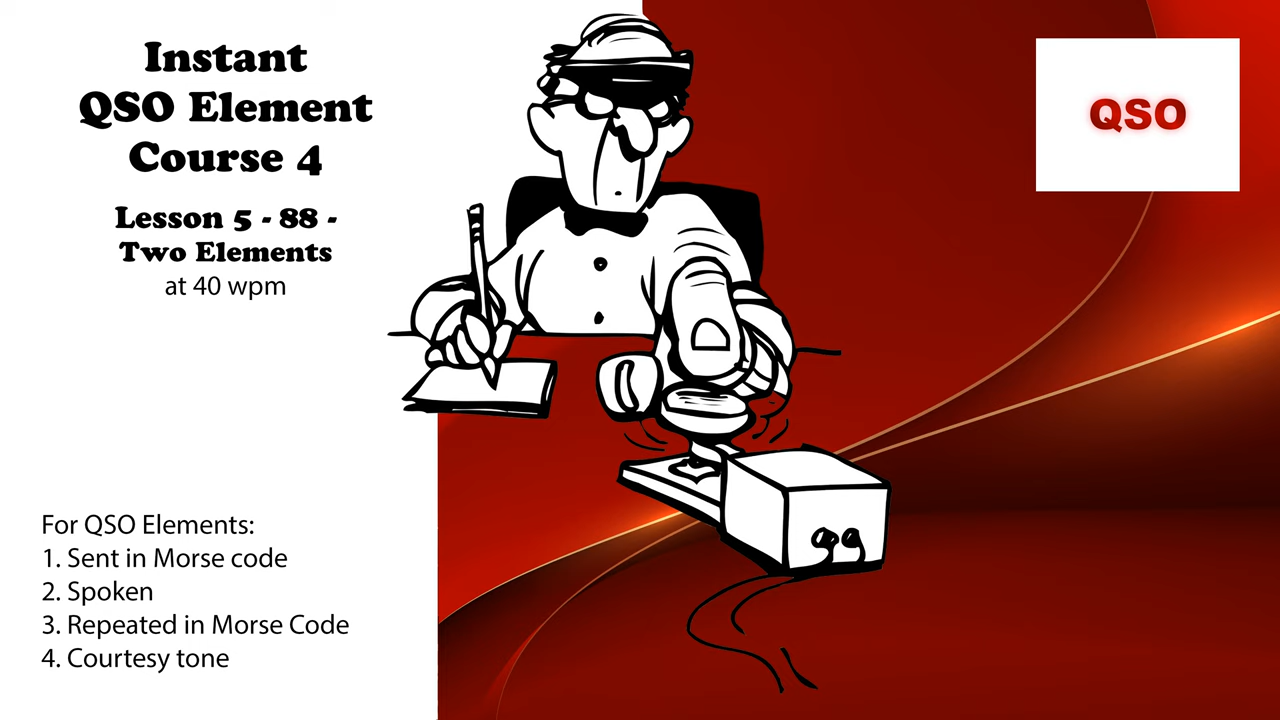 Instant
QSO Element
Course 4
Lesson 5 - 88 -
Two Elements
at 40 wpm
QSO
For QSO Elements:
1. Sent in Morse code
2. Spoken
3. Repeated in Morse Code
4. Courtesy tone